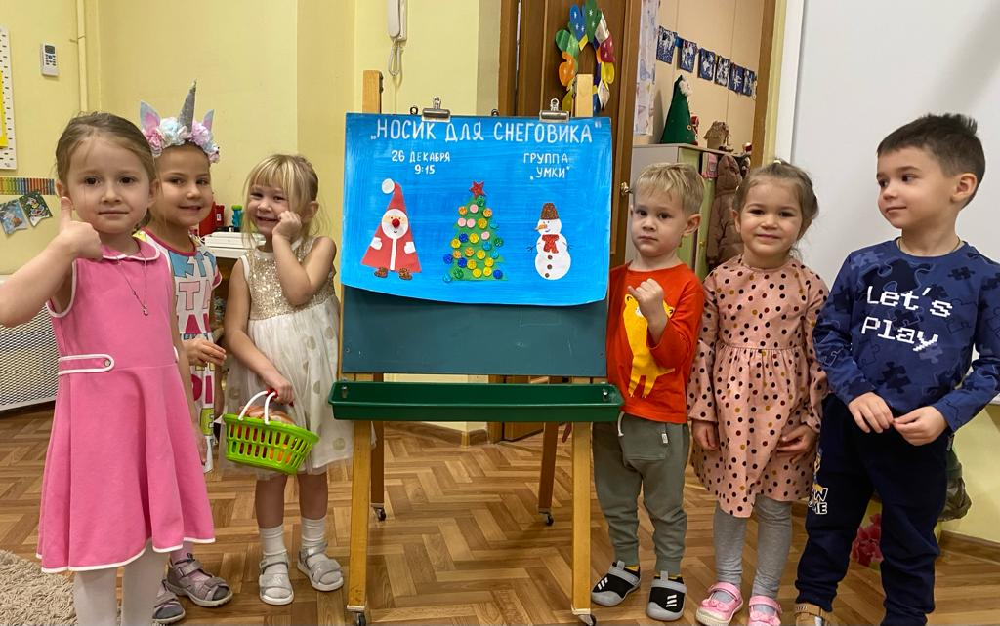 „НОСИК ДЛЯ СНЕГОВИКА"
26 ДЕКАБРЯ
9:15
ГРУППА
„УМКИ"
Let's
Play